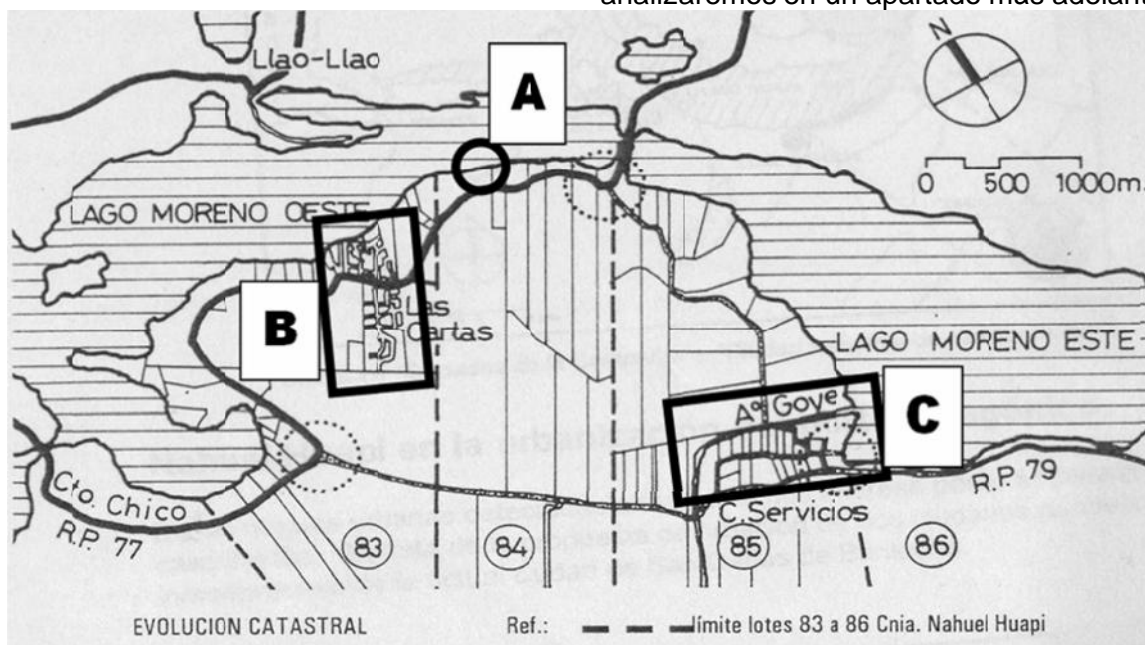 analizaremos en un apartado más adelant
Llao-Llao
A
N
0 500 1000m.
LAGO MORENO OESTE
B
Las
Cartas
LAGO MORENO ESTE
Aº Goye
C
Cto. Chico
R.P. 77
R.P. 79
C. Servicios
83 84 85 86
EVOLUCION CATASTRAL Ref.: límite lotes 83 a 86 Cnia. Nahuel Huapi